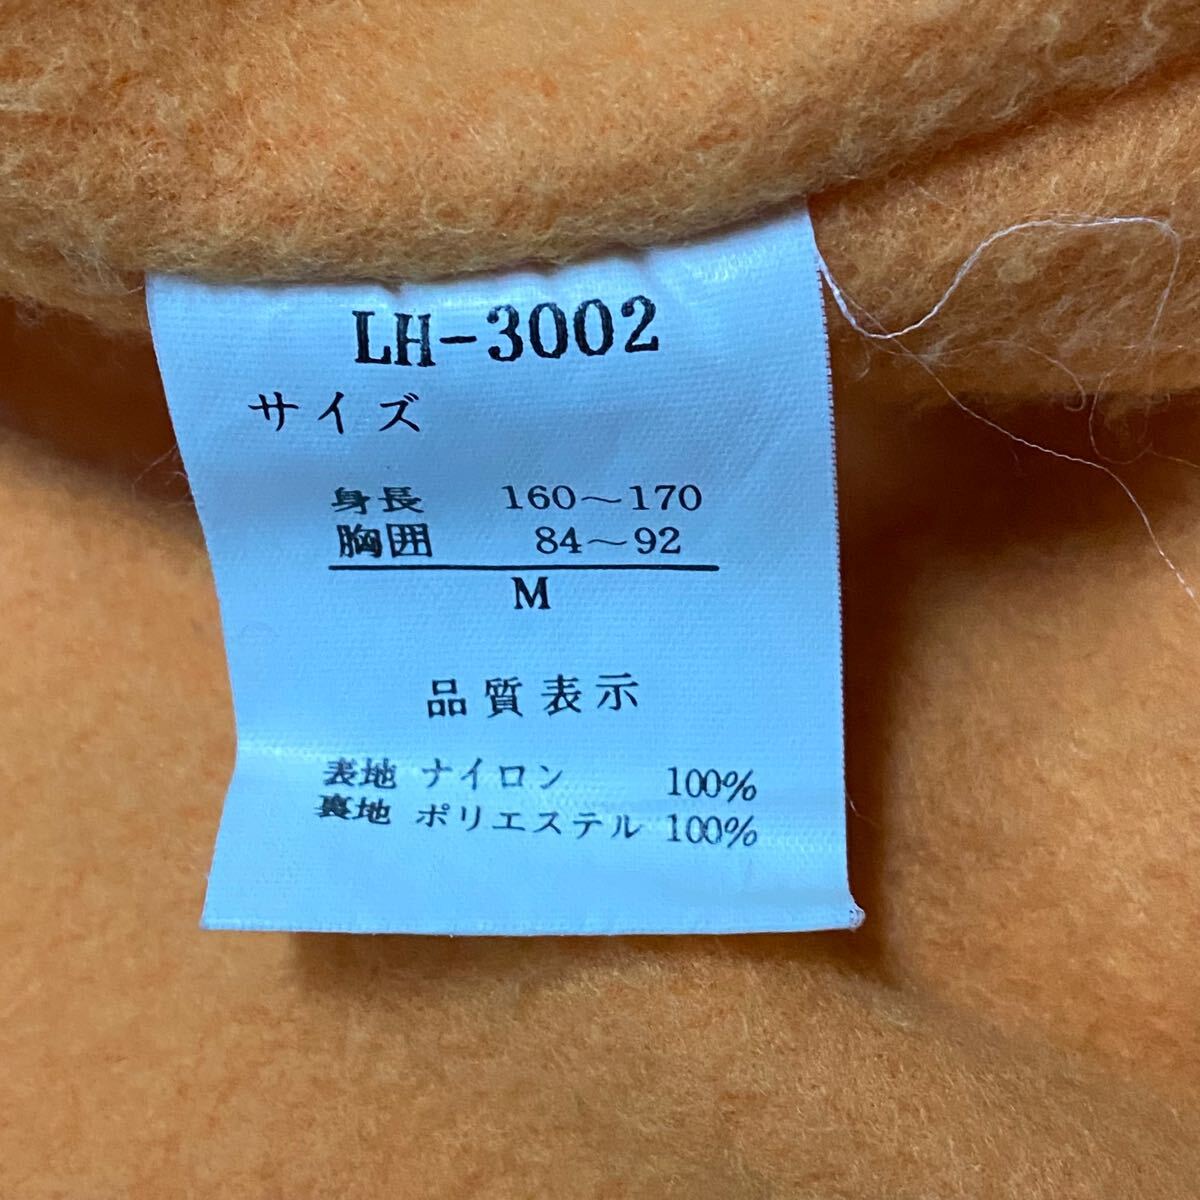 LH-3002
サイズ
身長 160〜170
胸囲 84〜92
M
品質表示
表地 ナイロン 100%
裏地 ポリエステル 100%